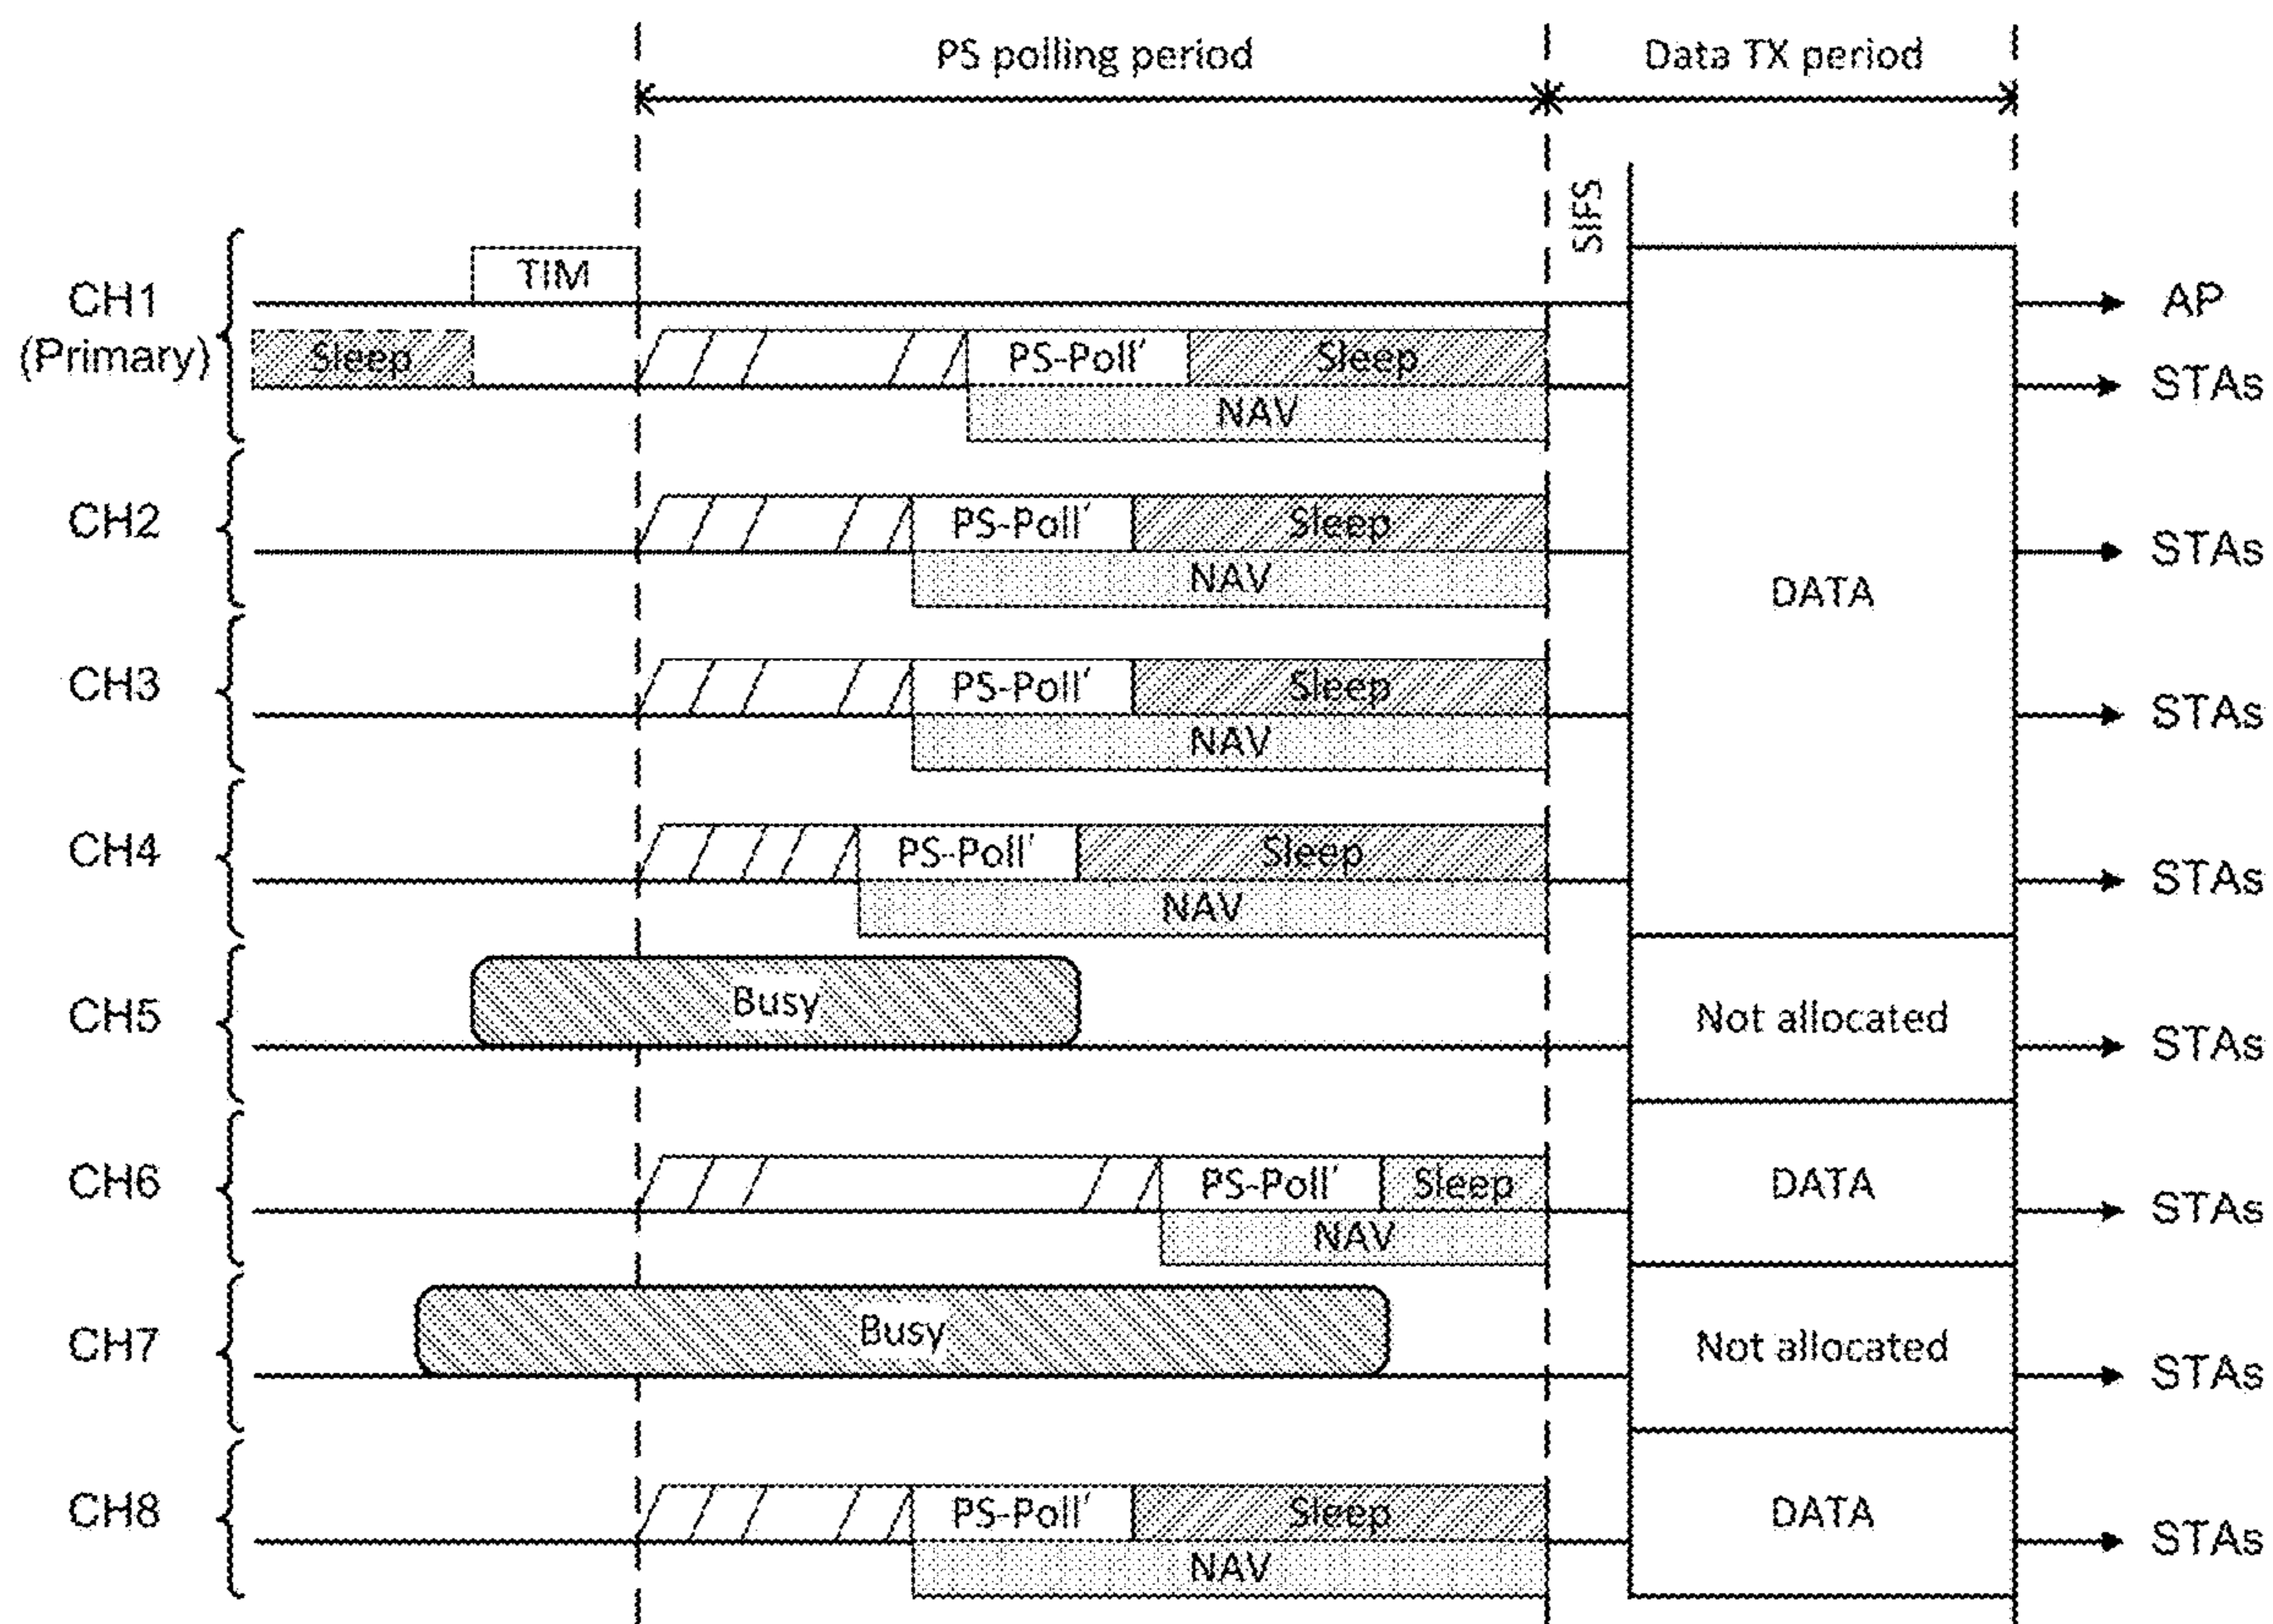 PS polling period
Data TX period
SIFS
CH1
(Primary)
TIM
AP
Sleep
PS-Poll′
Sleep
STAs
NAV
CH2
PS-Poll′
Sleep
STAs
NAV
DATA
CH3
PS-Poll′
Sleep
STAs
NAV
CH4
PS-Poll′
Sleep
STAs
NAV
CH5
Busy
Not allocated
STAs
CH6
PS-Poll′
Sleep
DATA
STAs
NAV
CH7
Busy
Not allocated
STAs
CH8
PS-Poll′
Sleep
DATA
STAs
NAV